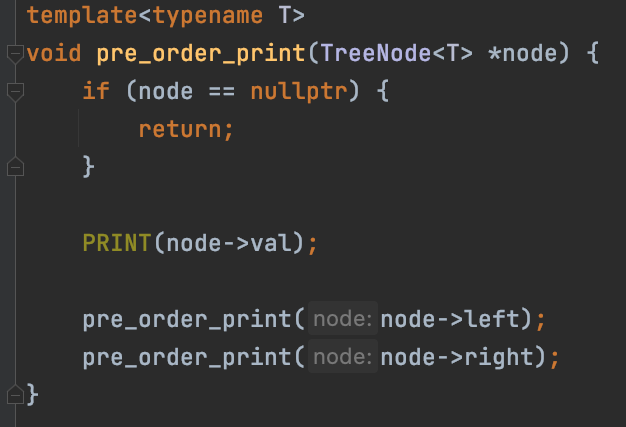 template<typename T>
void pre_order_print(TreeNode<T> *node) {
    if (node == nullptr) {
        return;
    }

    PRINT(node->val);

    pre_order_print( node: node->left);
    pre_order_print( node: node->right);
}